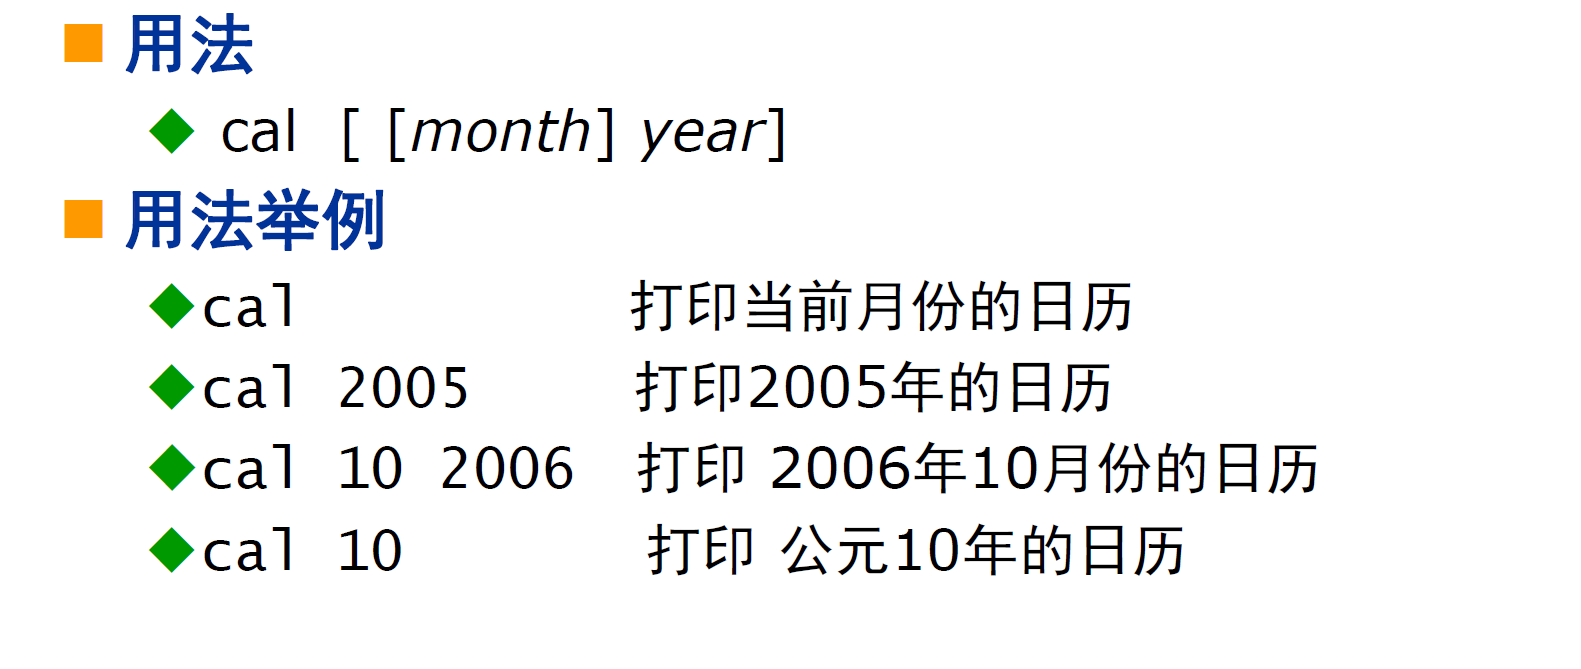 用法
cal [ [month] year]
用法举例
cal 打印当前月份的日历
cal 2005 打印2005年的日历
cal 10 2006 打印 2006年10月份的日历
cal 10 打印 公元10年的日历